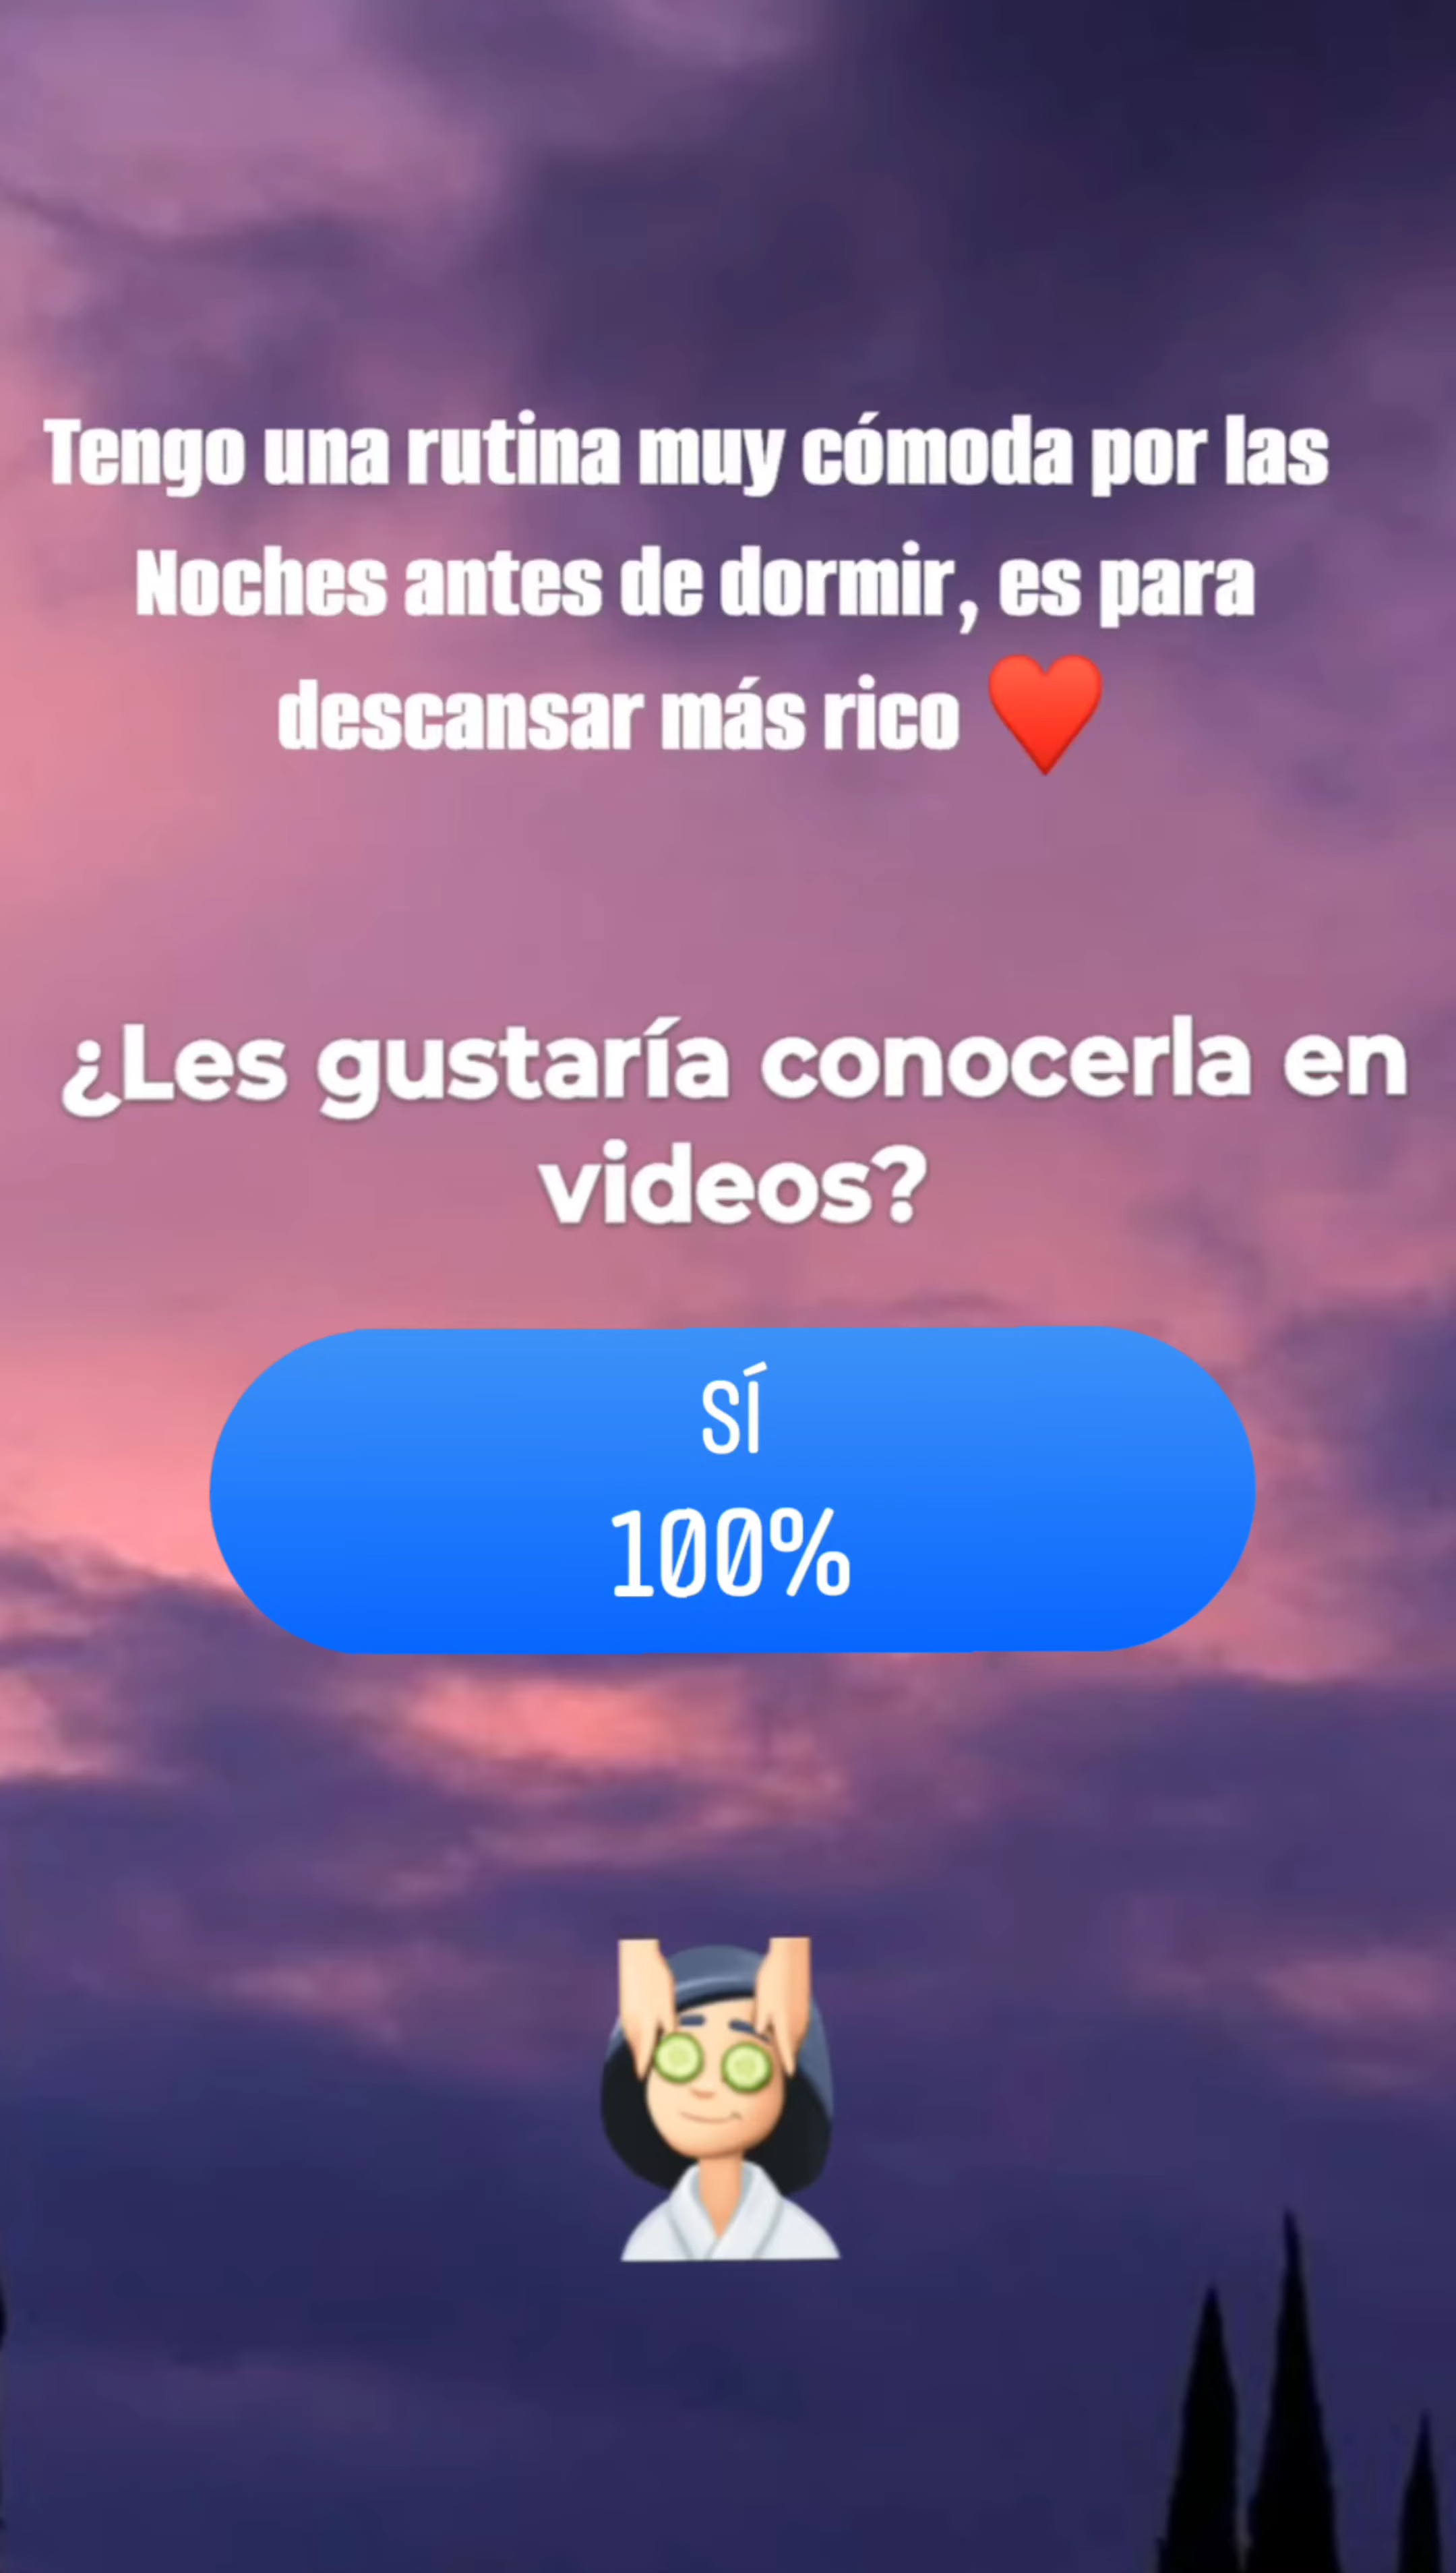 Tengo una rutina muy cómoda por las
Noches antes de dormir, es para
descansar más rico ❤️
¿Les gustaría conocerla en
videos?
SÍ
100%